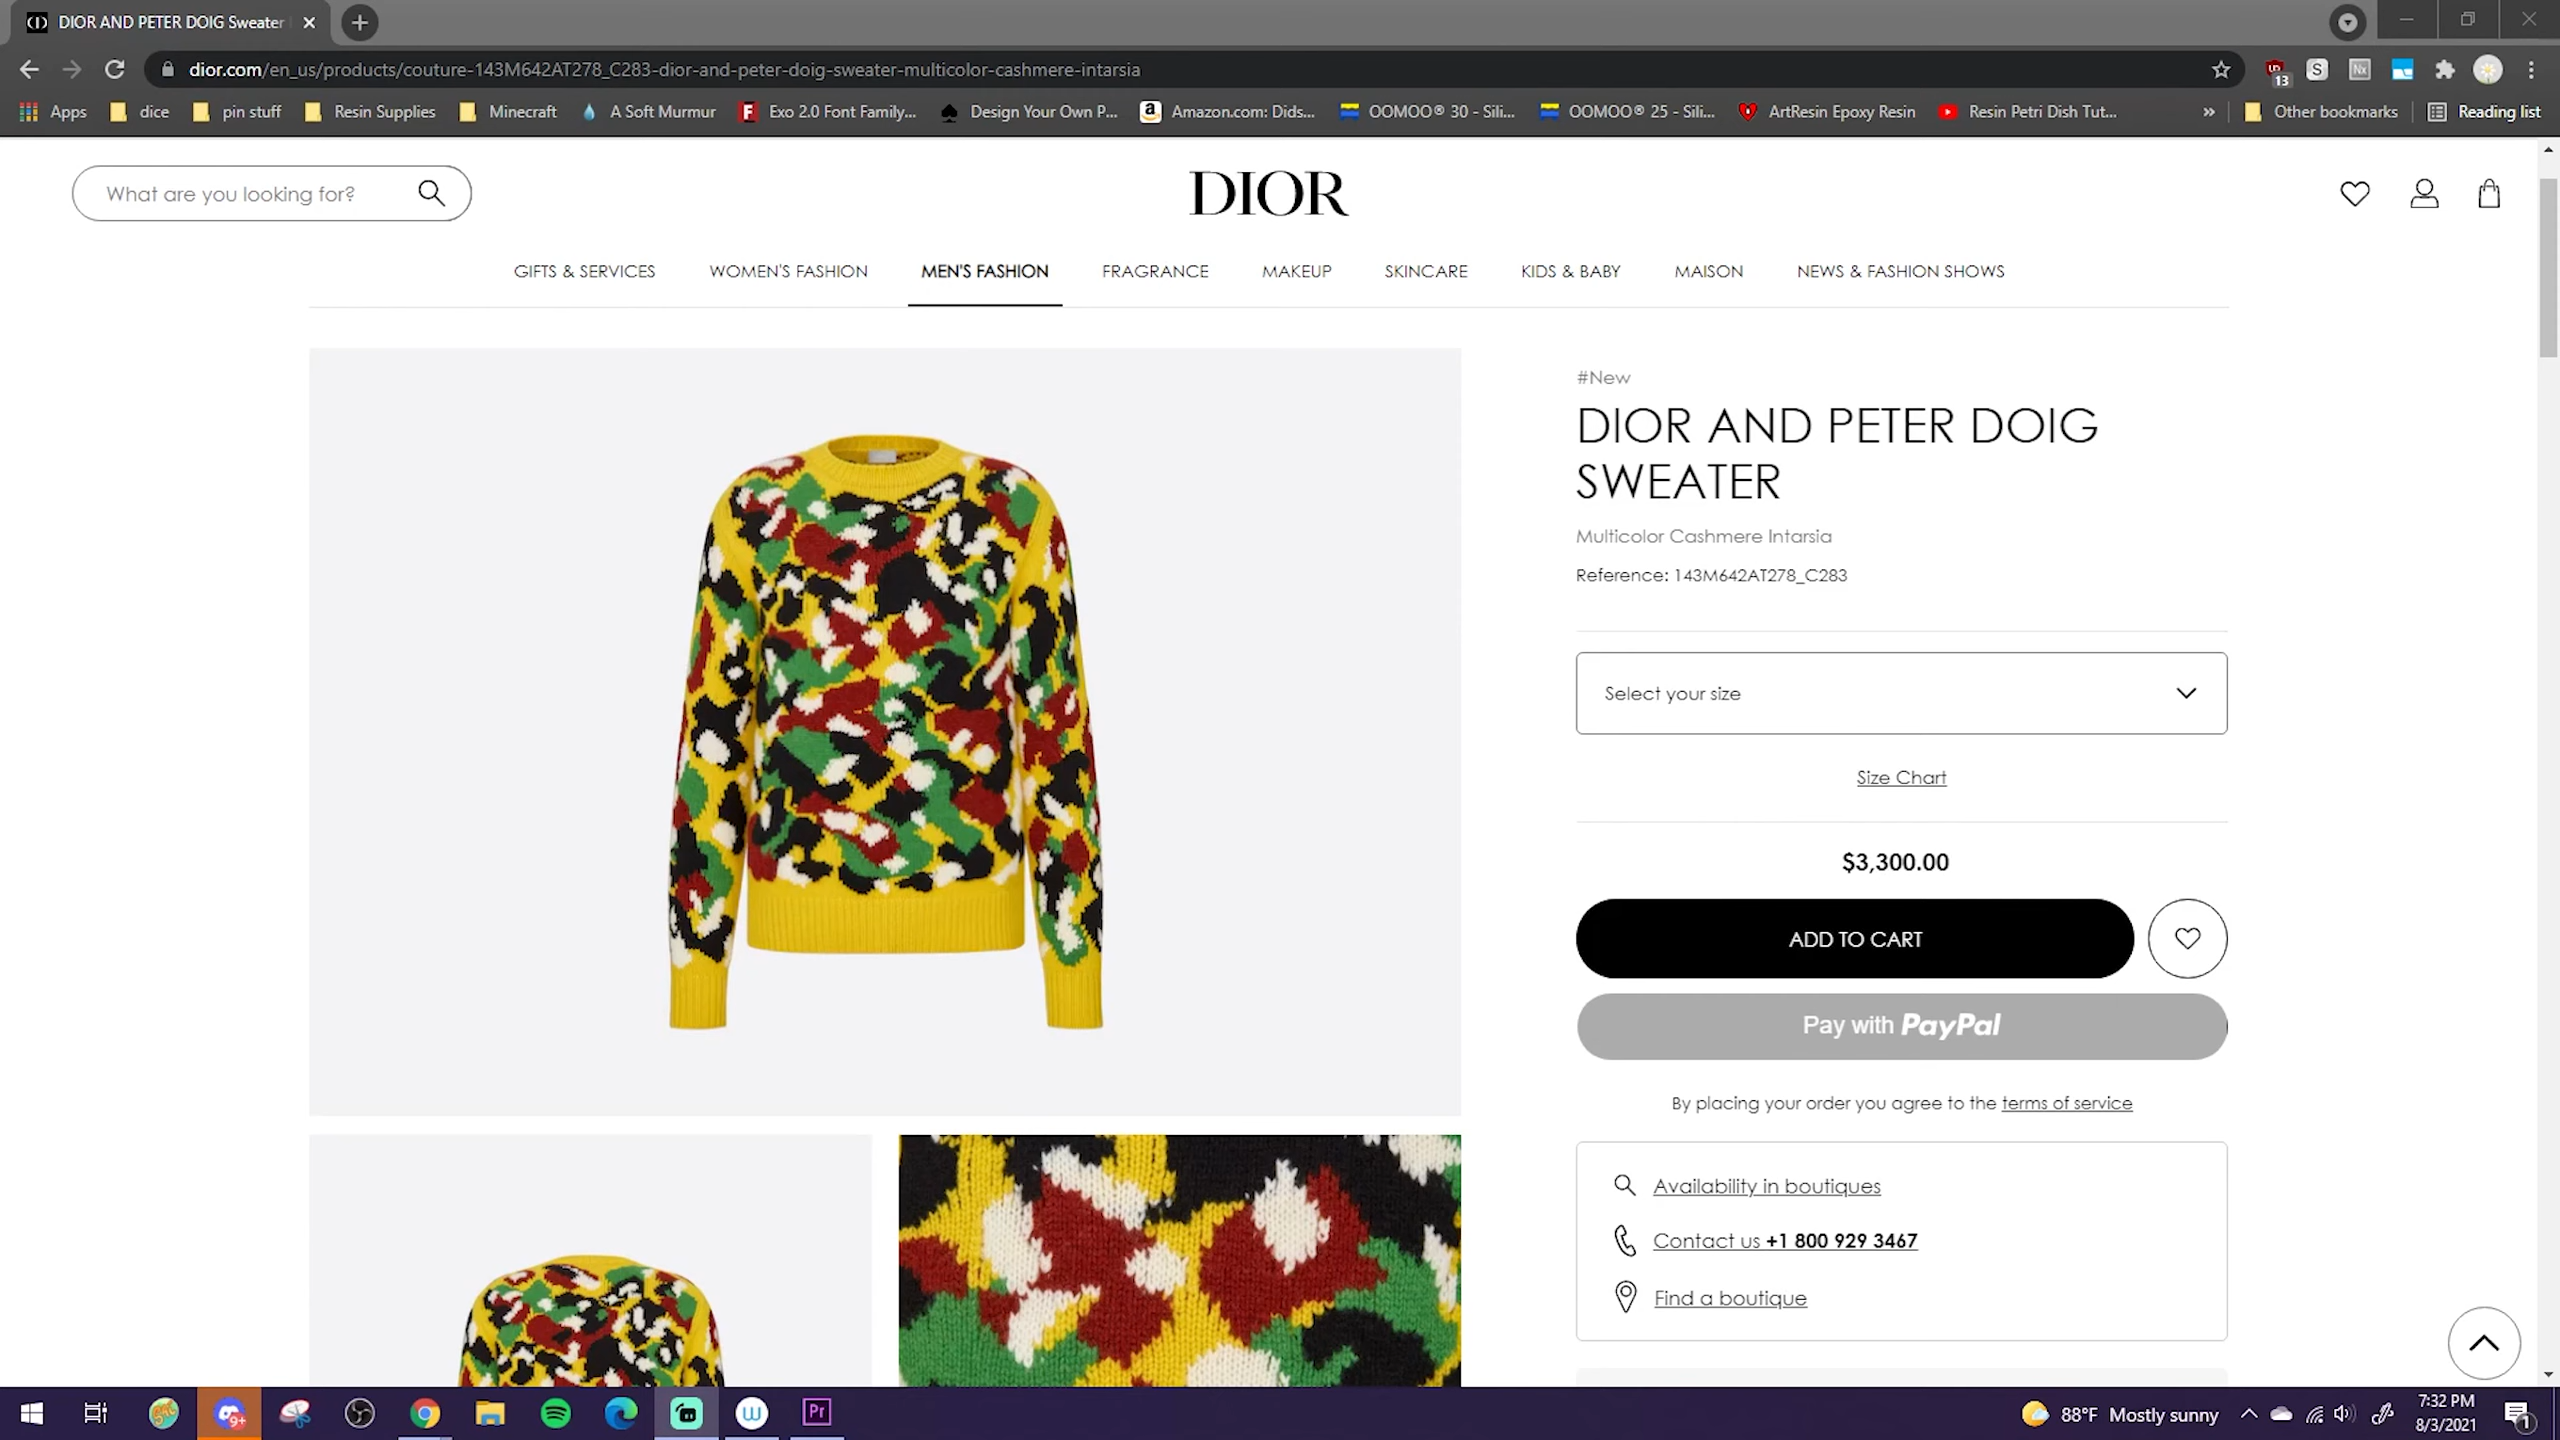 DIOR AND PETER DOIG Sweater
dior.com/en_us/products/couture-143M642AT278_C283-dior-and-peter-doig-sweater-multicolor-cashmere-intarsia
13
S
Nx
Apps
dice
pin stuff
Resin Supplies
Minecraft
A Soft Murmur
Exo 2.0 Font Family...
Design Your Own P...
Amazon.com: Dids...
OOMOO® 30 - Sili...
OOMOO® 25 - Sili...
ArtResin Epoxy Resin
Resin Petri Dish Tut...
»
Other bookmarks
Reading list
What are you looking for?
DIOR
GIFTS & SERVICES
WOMEN'S FASHION
MEN'S FASHION
FRAGRANCE
MAKEUP
SKINCARE
KIDS & BABY
MAISON
NEWS & FASHION SHOWS
#New
DIOR AND PETER DOIG
SWEATER
Multicolor Cashmere Intarsia
Reference: 143M642AT278_C283
Select your size
Size Chart
$3,300.00
ADD TO CART
Pay with PayPal
By placing your order you agree to the terms of service
Availability in boutiques
Contact us +1 800 929 3467
Find a boutique
9+
W
Pr
88°F Mostly sunny
7:32 PM
8/3/2021
1